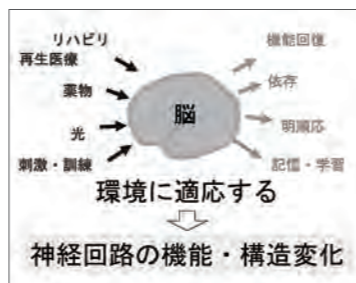 リハビリ
再生医療
薬物
光
刺激・訓練
脳
機能回復
依存
明順応
記憶・学習
環境に適応する
神経回路の機能・構造変化